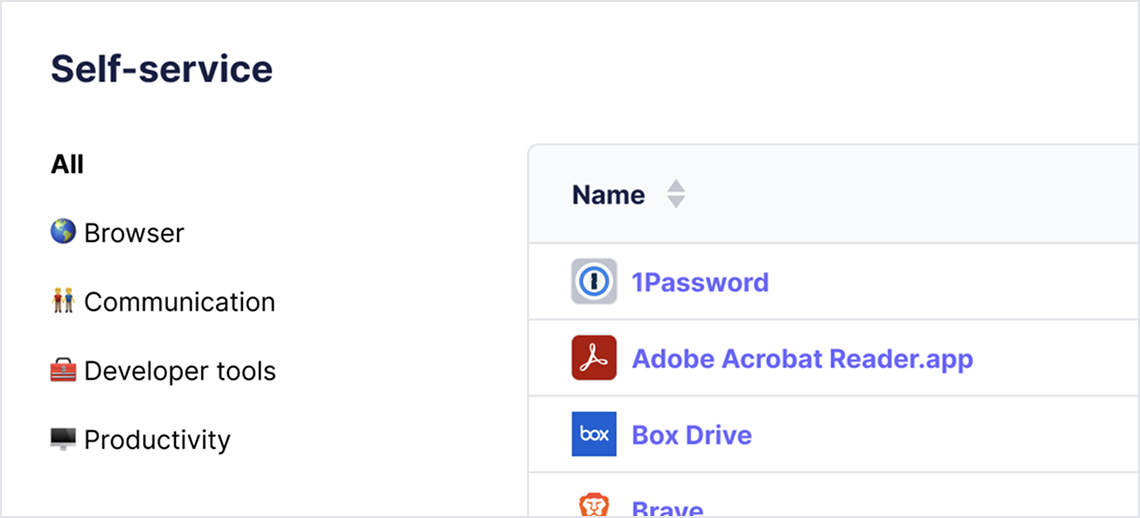 Self-service
All
Browser
Communication
Developer tools
Productivity
Name
1Password
Adobe Acrobat Reader.app
box
Box Drive
Brave